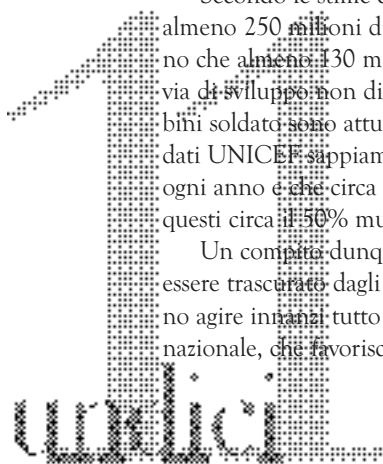 Secondo le stime d
almeno 250 milioni d
no che almeno 130 m
via di sviluppo non di
bini soldato sono attu
dati UNICEF sappiam
ogni anno e che circa
questi circa il 50% mu
Un compito dunq
essere trascurato dagli
no agire innanzi tutto
nazionale, che favorisc
11
undici